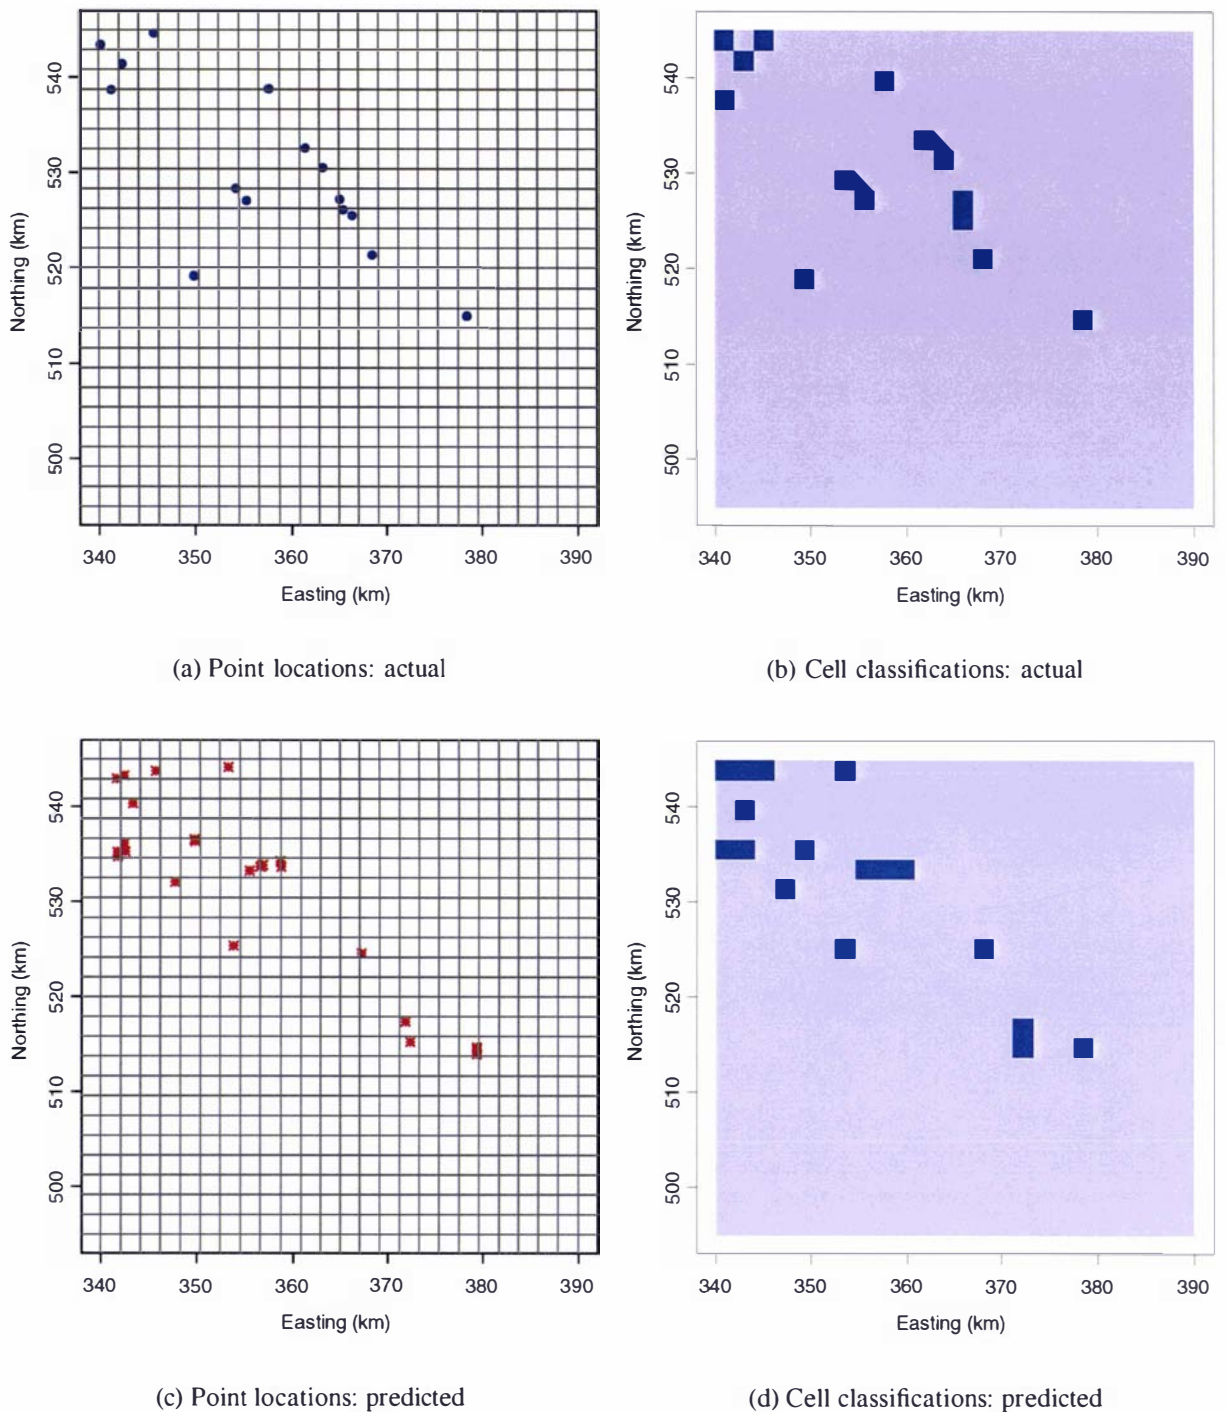 540
530
520
510
500
Northing (km)
340 350 360 370 380 390
Easting (km)
(a) Point locations: actual
540
530
520
510
500
Northing (km)
340 350 360 370 380 390
Easting (km)
(b) Cell classifications: actual
540
530
520
510
500
Northing (km)
340 350 360 370 380 390
Easting (km)
(c) Point locations: predicted
540
530
520
510
500
Northing (km)
340 350 360 370 380 390
Easting (km)
(d) Cell classifications: predicted